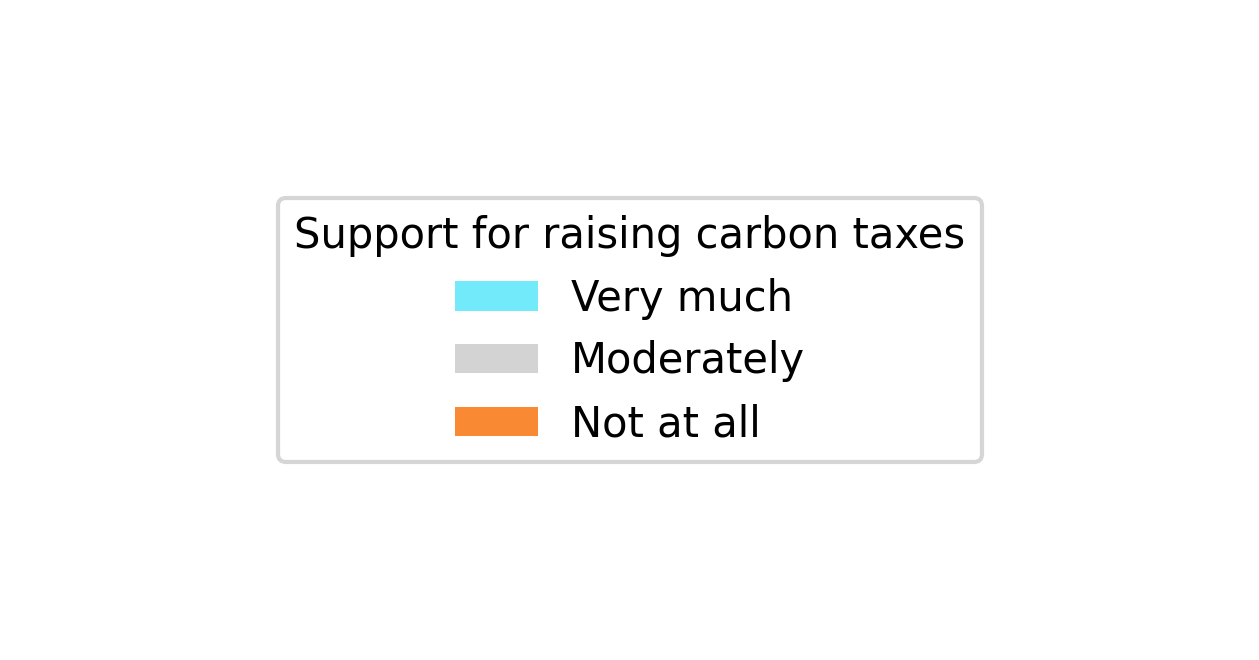 Support for raising carbon taxes
Very much
Moderately
Not at all